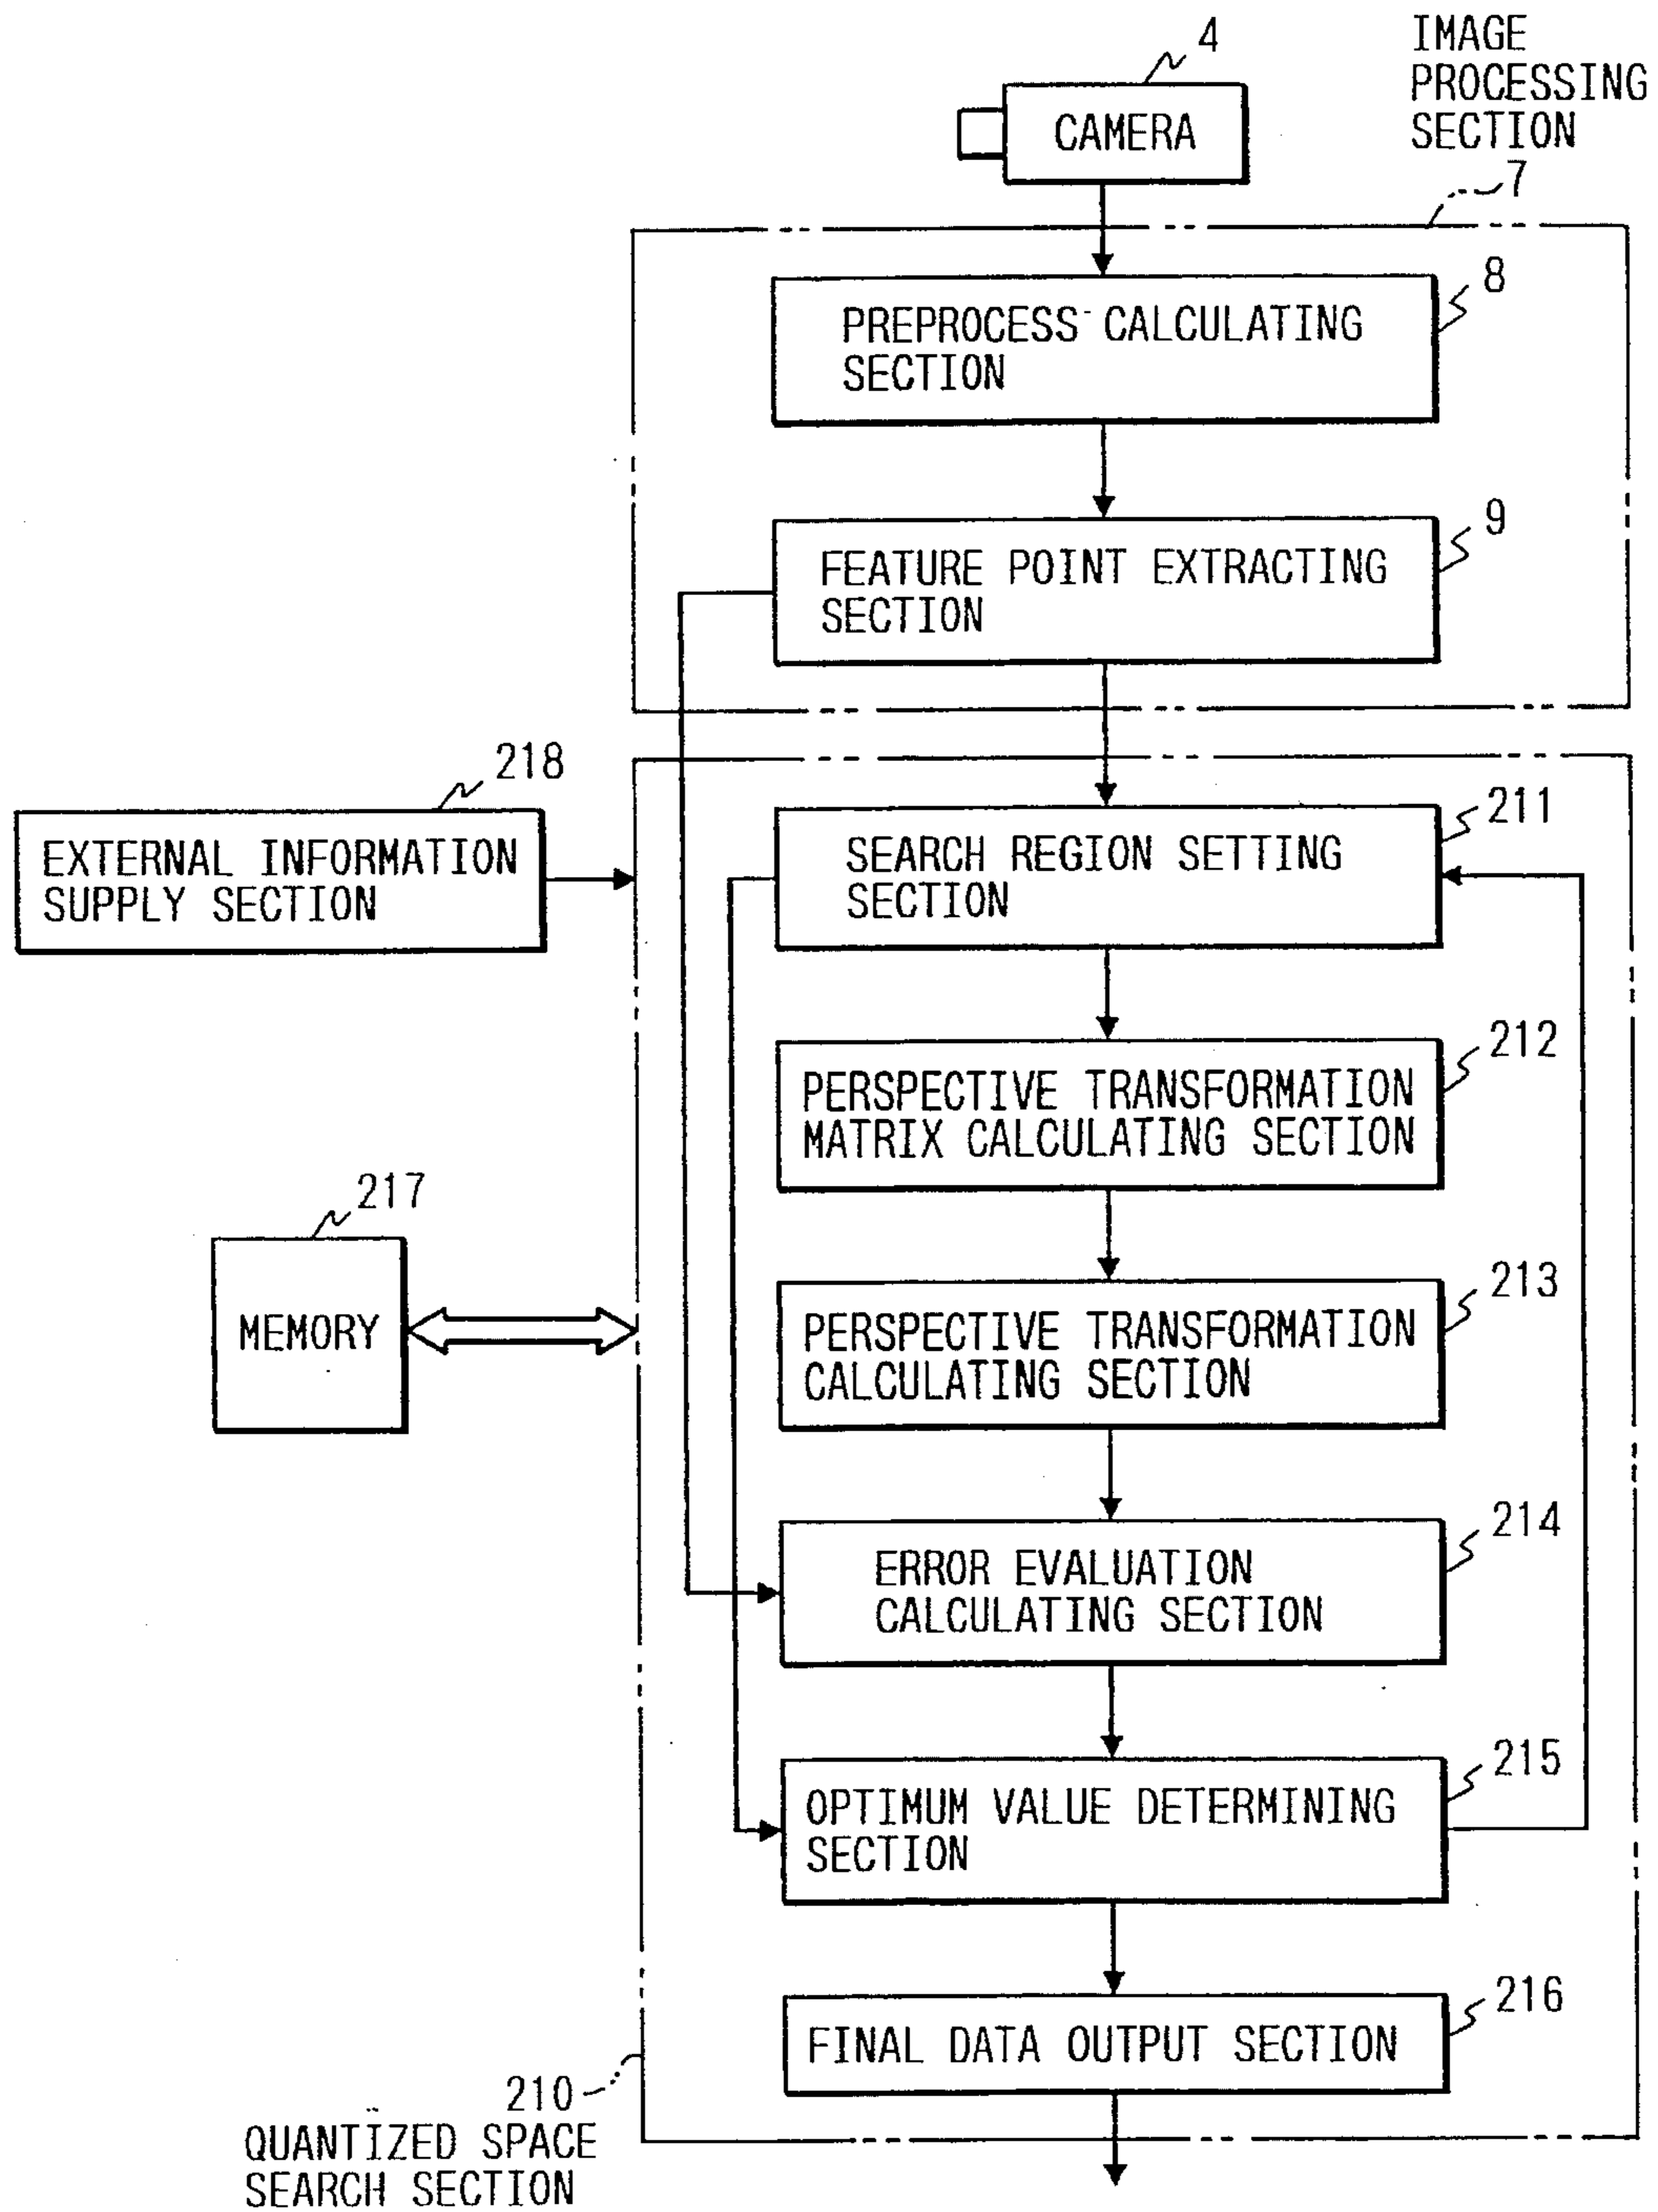 4
CAMERA
IMAGE
PROCESSING
SECTION
7
PREPROCESS CALCULATING
SECTION
8
FEATURE POINT EXTRACTING
SECTION
9
218
EXTERNAL INFORMATION
SUPPLY SECTION
SEARCH REGION SETTING
SECTION
211
PERSPECTIVE TRANSFORMATION
MATRIX CALCULATING SECTION
212
217
MEMORY
PERSPECTIVE TRANSFORMATION
CALCULATING SECTION
213
ERROR EVALUATION
CALCULATING SECTION
214
OPTIMUM VALUE DETERMINING
SECTION
215
FINAL DATA OUTPUT SECTION
216
210
QUANTIZED SPACE
SEARCH SECTION